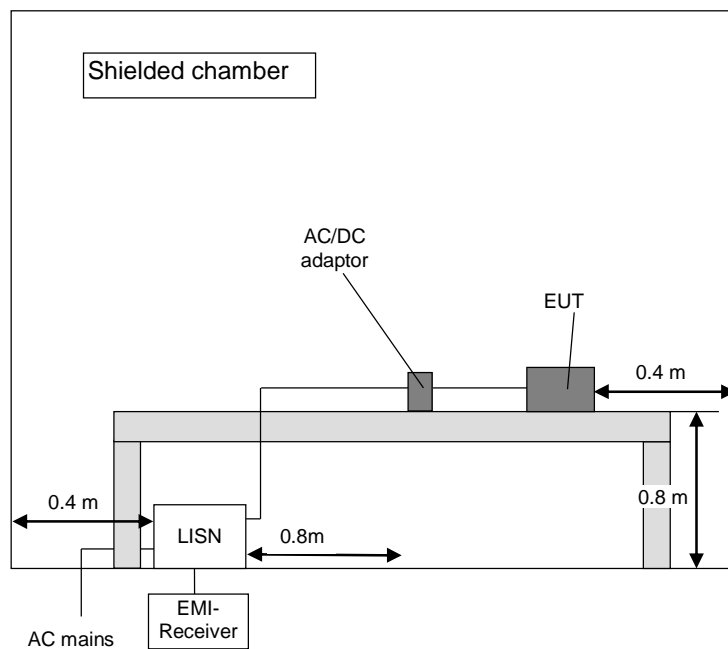 Shielded chamber
AC/DC
adaptor
EUT
0.4 m
0.4 m
0.8 m
LISN
0.8m
EMI-
Receiver
AC mains